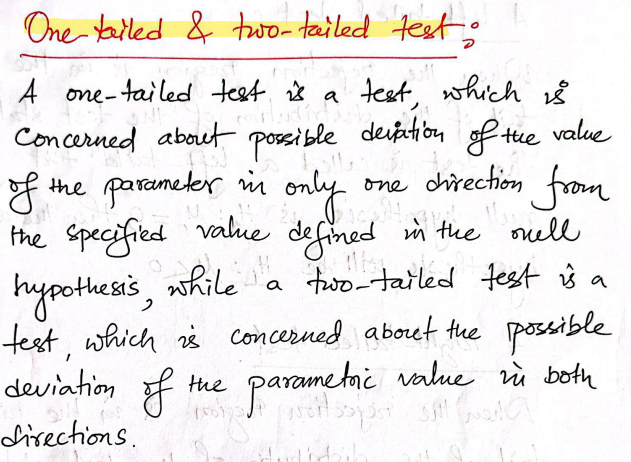 One-tailed & two-tailed test:
A one-tailed test is a test, which is
concerned about possible deviation of the value
of the parameter in only one direction from
the specified value defined in the null
hypothesis, while a two-tailed test is a
test, which is concerned about the possible
deviation of the parametric value in both
directions.